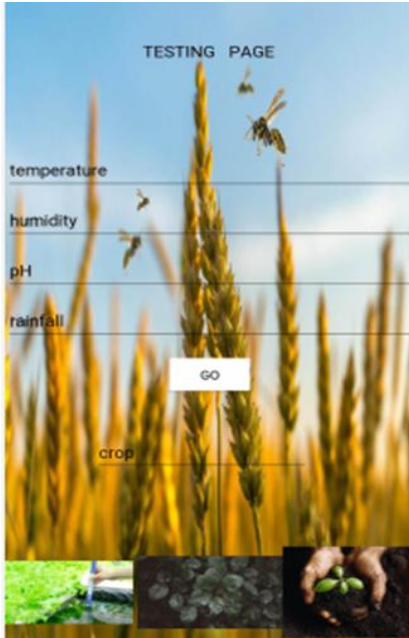 TESTING PAGE
temperature
humidity
pH
rainfall
GO
crop